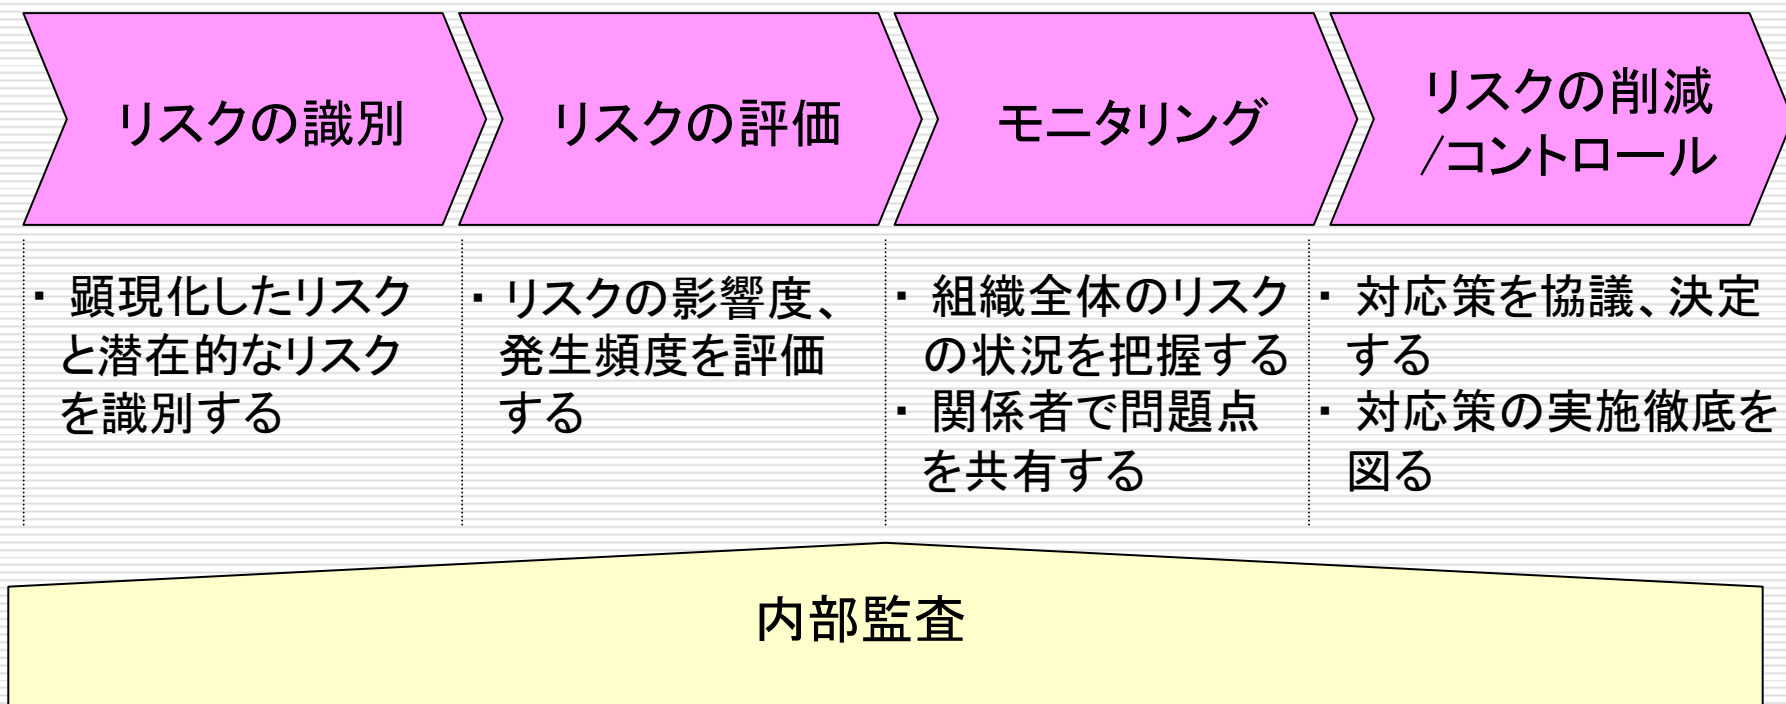 リスクの識別
リスクの評価
モニタリング
リスクの削減
/コントロール
・ 顕現化したリスク
と潜在的なリスク
を識別する
・ リスクの影響度、
発生頻度を評価
する
・ 組織全体のリスク
の状況を把握する
・ 関係者で問題点
を共有する
・ 対応策を協議、決定
する
・ 対応策の実施徹底を
図る
内部監査